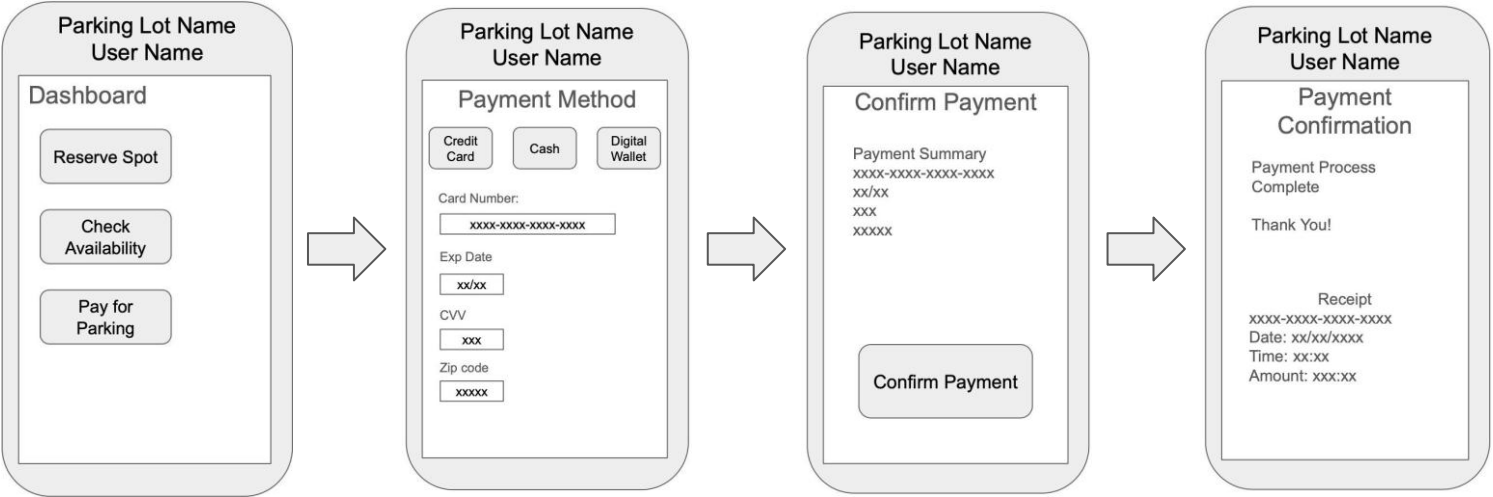 Parking Lot Name
User Name
Dashboard
Reserve Spot
Check
Availability
Pay for
Parking
Parking Lot Name
User Name
Payment Method
Credit
Card
Cash
Digital
Wallet
Card Number:
xxxx-xxxx-xxxx-xxxx
Exp Date
xx/xx
CVV
xxx
Zip code
xxxxx
Parking Lot Name
User Name
Confirm Payment
Payment Summary
xxxx-xxxx-xxxx-xxxx
xx/xx
xxx
xxxxx
Confirm Payment
Parking Lot Name
User Name
Payment
Confirmation
Payment Process
Complete
Thank You!
Receipt
xxxx-xxxx-xxxx-xxxx
Date: xx/xx/xxxx
Time: xx:xx
Amount: xxx:xx